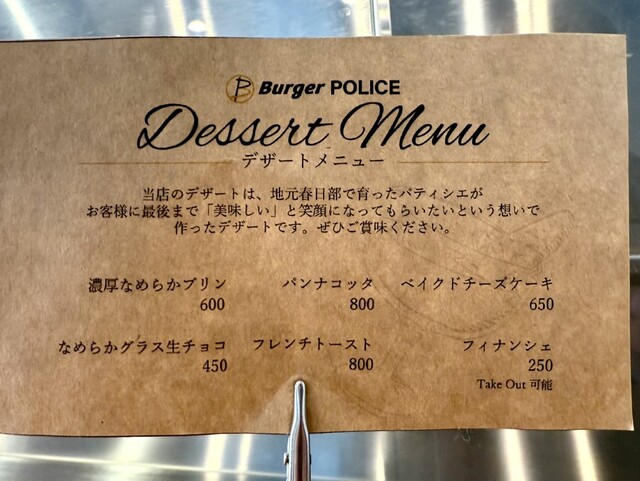 B Burger POLICE
Dessert Menu
デザートメニュー
当店のデザートは、地元春日部で育ったパティシエが
お客様に最後まで「美味しい」と笑顔になってもらいたいという想いで
作ったデザートです。ぜひご賞味ください。
濃厚なめらかプリン パンナコッタ ベイクドチーズケーキ
600 800 650
なめらかグラス生チョコ フレンチトースト フィナンシェ
450 800 250
Take Out 可能